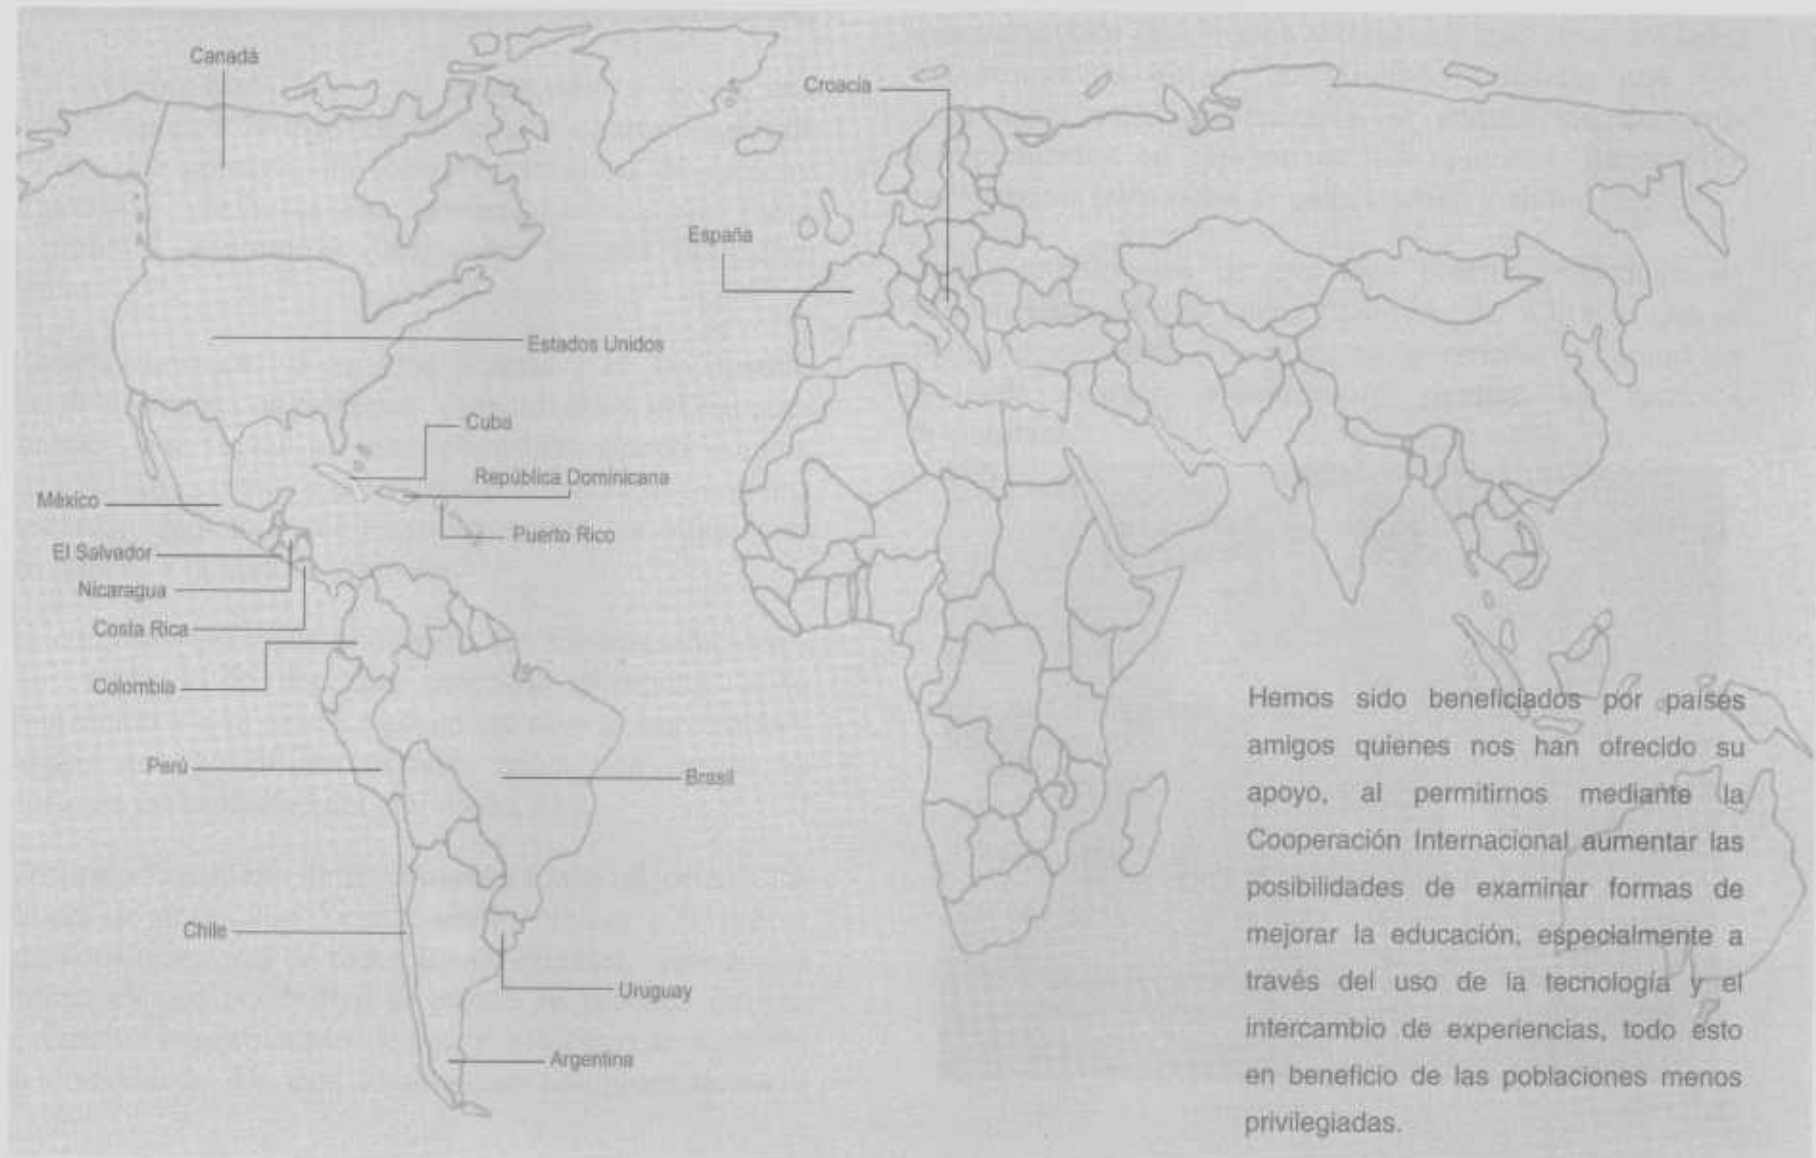 Canadá
Croacia
España
Estados Unidos
Cuba
República Dominicana
México
Puerto Rico
El Salvador
Nicaragua
Costa Rica
Colombia
Perú
Brasil
Chile
Uruguay
Argentina
Hemos sido beneficiados por países
amigos quienes nos han ofrecido su
apoyo, al permitirnos mediante la
Cooperación Internacional aumentar las
posibilidades de examinar formas de
mejorar la educación, especialmente a
través del uso de la tecnología y el
intercambio de experiencias, todo esto
en beneficio de las poblaciones menos
privilegiadas.